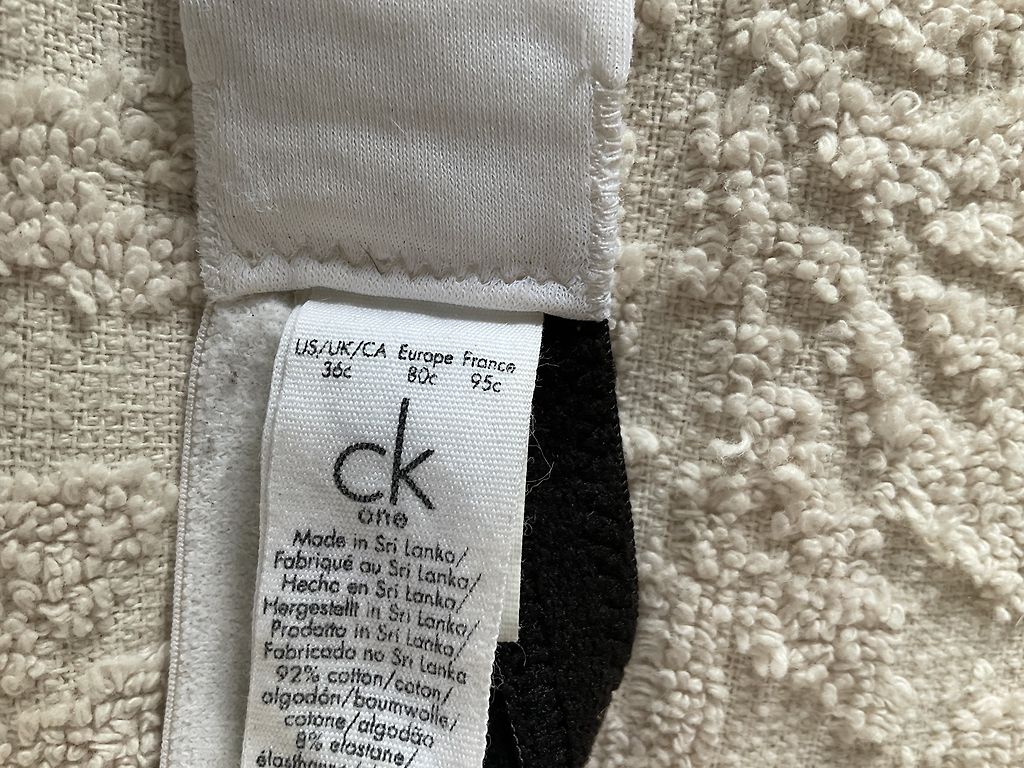 US/UK/CA Europe France
36c 80c 95c
ck
one
Made in Sri Lanka/
Fabriqué au Sri Lanka/
Hecho en Sri Lanka/
Hergestellt in Sri Lanka/
Prodotto in Sri Lanka/
Fabricado no Sri Lanka
92% cotton/coton/
algodón/baumwolle/
cotone/algodão
8% elastane/